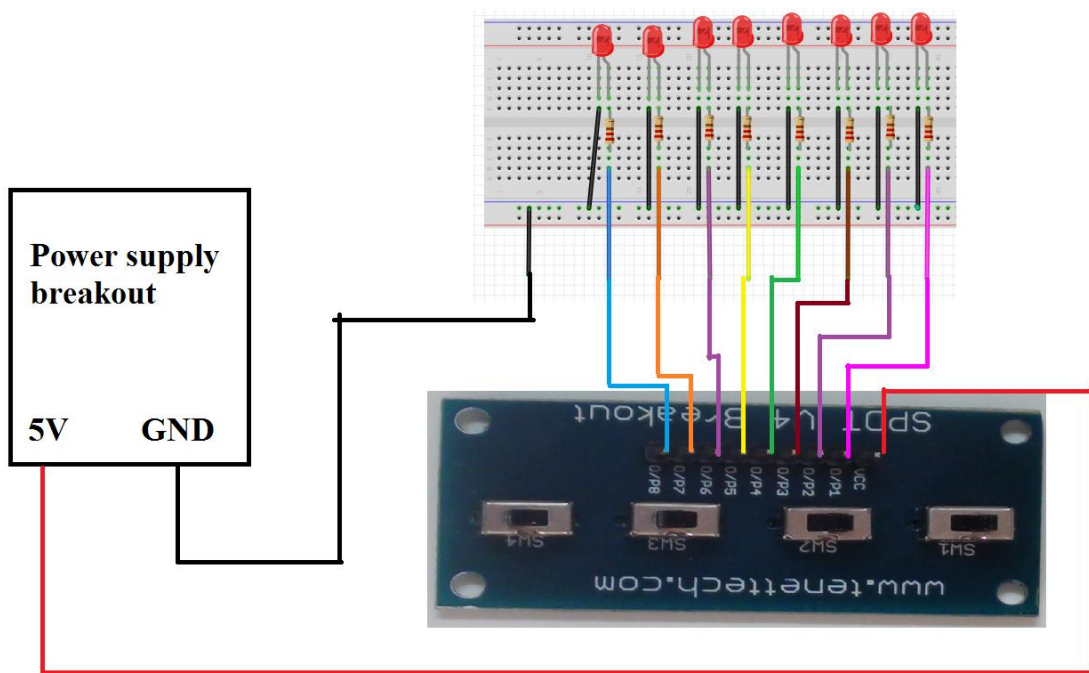 Power supply
breakout
5V GND
SPDT V4 Breakout
O/P8
O/P7
O/P6
O/P5
O/P4
O/P3
O/P2
O/P1
VCC
SW4
SW3
SW2
SW1
www.tenettech.com